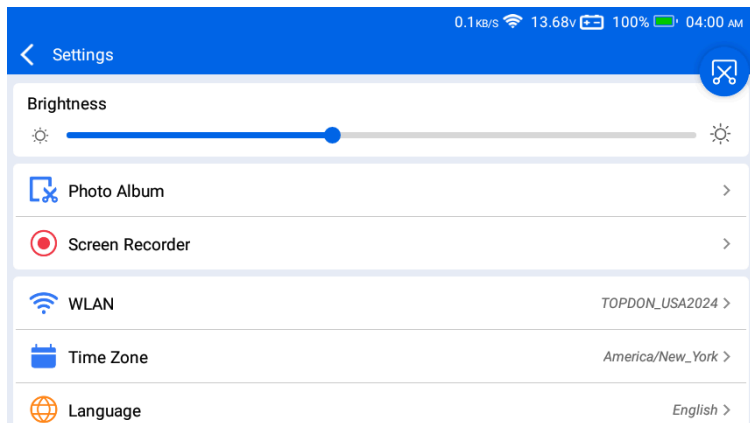 0.1KB/S 13.68V 100% 04:00 AM
Settings
Brightness
Photo Album
Screen Recorder
WLAN TOPDON_USA2024
Time Zone America/New_York
Language English